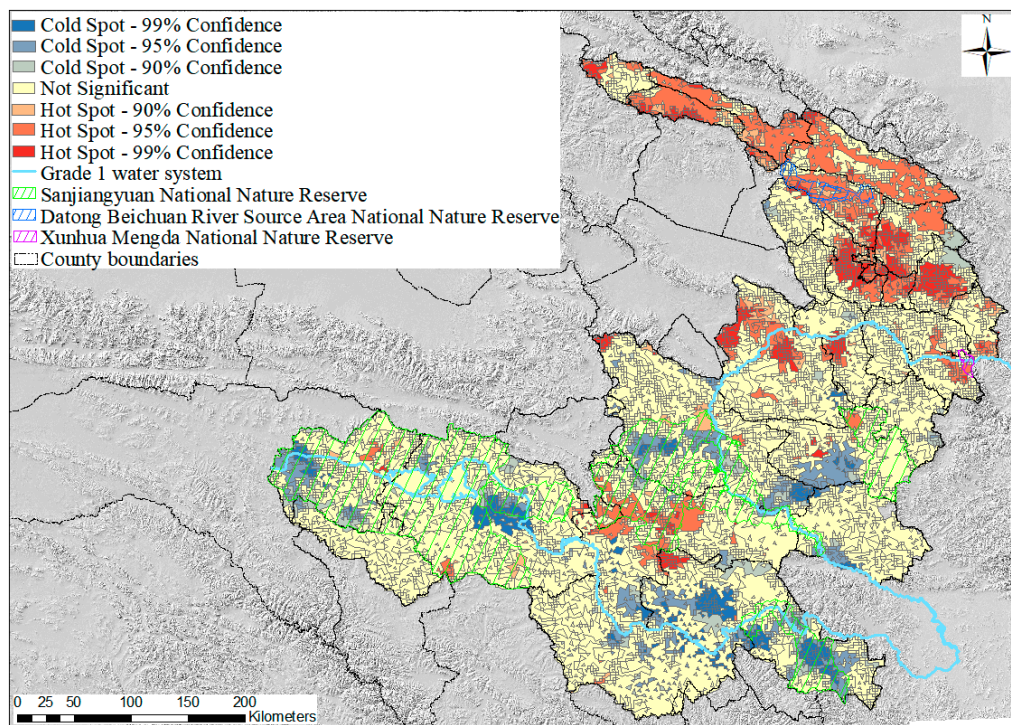 Cold Spot - 99% Confidence
Cold Spot - 95% Confidence
Cold Spot - 90% Confidence
Not Significant
Hot Spot - 90% Confidence
Hot Spot - 95% Confidence
Hot Spot - 99% Confidence
Grade 1 water system
Sanjiangyuan National Nature Reserve
Datong Beichuan River Source Area National Nature Reserve
Xunhua Mengda National Nature Reserve
County boundaries
N
0 25 50 100 150 200
Kilometers